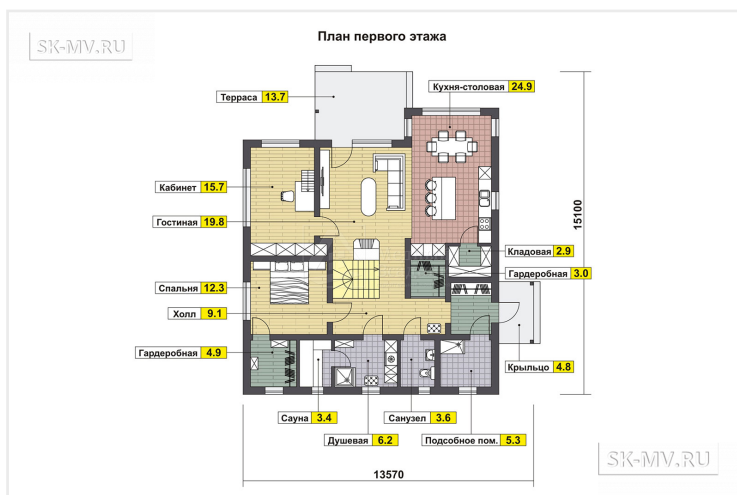 SK-MV.RU
План первого этажа
Терраса 13.7
Кухня-столовая 24.9
Кабинет 15.7
Гостиная 19.8
15100
Кладовая 2.9
Гардеробная 3.0
Спальня 12.3
Холл 9.1
Гардеробная 4.9
Крыльцо 4.8
Сауна 3.4
Санузел 3.6
Душевая 6.2
Подсобное пом. 5.3
13570
SK-MV.RU